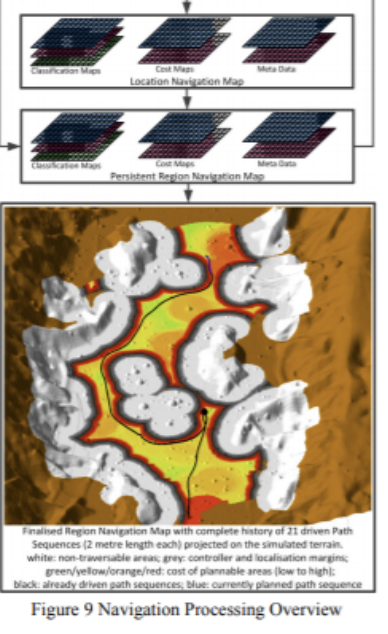 Classification Maps Cost Maps Meta Data
Location Navigation Map
Classification Maps Cost Maps Meta Data
Persistent Region Navigation Map
Finalised Region Navigation Map with complete history of 21 driven Path
Sequences (2 metre length each) projected on the simulated terrain.
white: non-traversable areas; grey: controller and localisation margins;
green/yellow/orange/red: cost of plannable areas (low to high);
black: already driven path sequences; blue: currently planned path sequence
Figure 9 Navigation Processing Overview